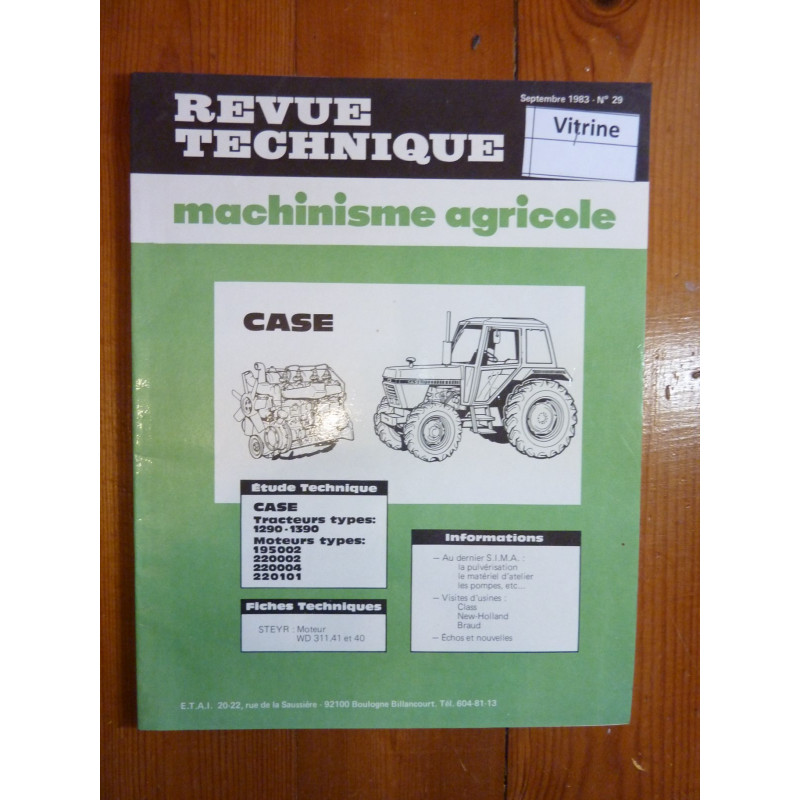 REVUE
TECHNIQUE
Septembre 1983 - N° 29
Vitrine
machinisme agricole
CASE
Étude Technique
CASE
Tracteurs types:
1290-1390
Moteurs types:
195002
220002
220004
220101
Fiches Techniques
STEYR : Moteur
WD 311.41 et 40
Informations
— Au dernier S.I.M.A. :
la pulvérisation
le matériel d'atelier
les pompes, etc...
— Visites d'usines :
Class
New-Holland
Braud
— Échos et nouvelles
E.T.A.I. 20-22, rue de la Saussière - 92100 Boulogne Billancourt. Tél. 604-81-13